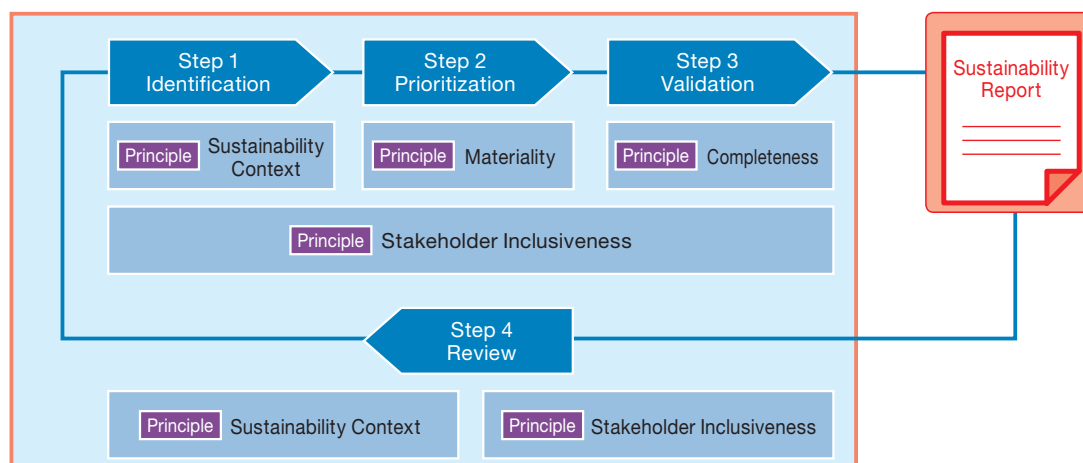 Step 1
Identification
Step 2
Prioritization
Step 3
Validation
Sustainability
Report
Principle Sustainability
Context
Principle Materiality
Principle Completeness
Principle Stakeholder Inclusiveness
Step 4
Review
Principle Sustainability Context
Principle Stakeholder Inclusiveness